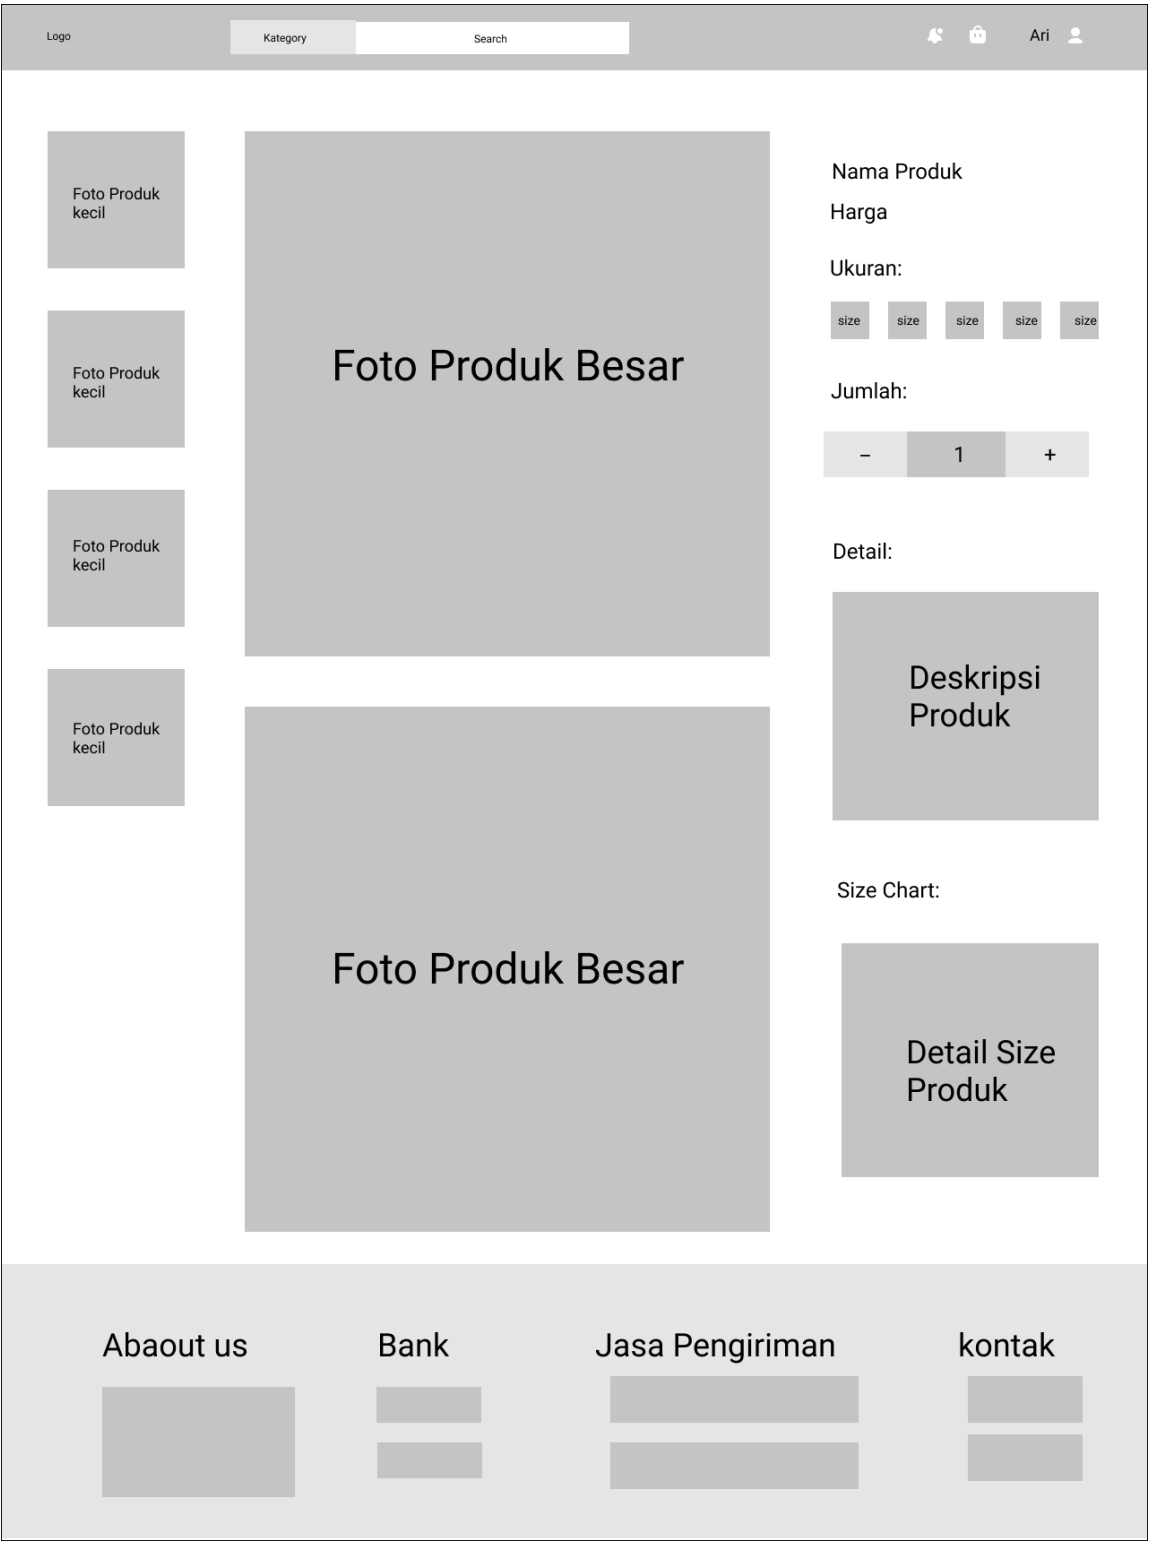 Logo
Kategory
Search
Ari
Foto Produk
kecil
Foto Produk
kecil
Foto Produk
kecil
Foto Produk
kecil
Foto Produk Besar
Foto Produk Besar
Nama Produk
Harga
Ukuran:
size size size size size
Jumlah:
− 1 +
Detail:
Deskripsi
Produk
Size Chart:
Detail Size
Produk
Abaout us
Bank
Jasa Pengiriman
kontak